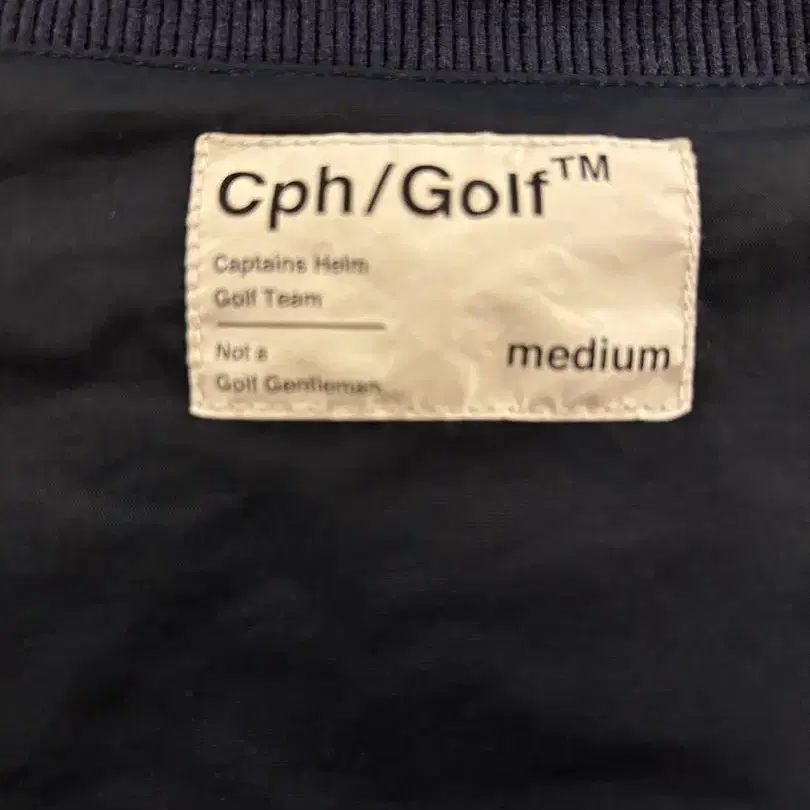 Cph/Golf™
Captains Helm
Golf Team
Not a
Golf Gentleman
medium